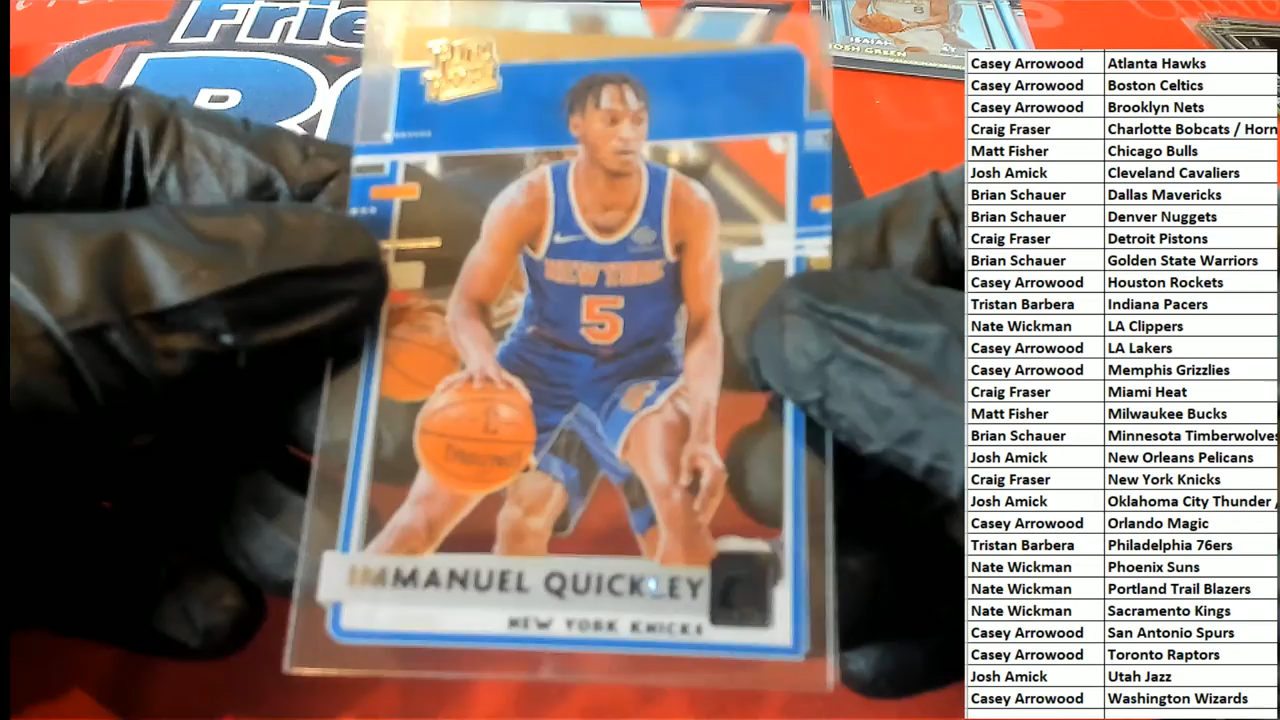 Frie
ISAIAH
JOSH GREEN
Rated
Rookie
NEW YORK
5
IMMANUEL QUICKLEY
NEW YORK KNICKS
Casey Arrowood Atlanta Hawks
Casey Arrowood Boston Celtics
Casey Arrowood Brooklyn Nets
Craig Fraser Charlotte Bobcats / Horn
Matt Fisher Chicago Bulls
Josh Amick Cleveland Cavaliers
Brian Schauer Dallas Mavericks
Brian Schauer Denver Nuggets
Craig Fraser Detroit Pistons
Brian Schauer Golden State Warriors
Casey Arrowood Houston Rockets
Tristan Barbera Indiana Pacers
Nate Wickman LA Clippers
Casey Arrowood LA Lakers
Casey Arrowood Memphis Grizzlies
Craig Fraser Miami Heat
Matt Fisher Milwaukee Bucks
Brian Schauer Minnesota Timberwolves
Josh Amick New Orleans Pelicans
Craig Fraser New York Knicks
Josh Amick Oklahoma City Thunder /
Casey Arrowood Orlando Magic
Tristan Barbera Philadelphia 76ers
Nate Wickman Phoenix Suns
Nate Wickman Portland Trail Blazers
Nate Wickman Sacramento Kings
Casey Arrowood San Antonio Spurs
Casey Arrowood Toronto Raptors
Josh Amick Utah Jazz
Casey Arrowood Washington Wizards